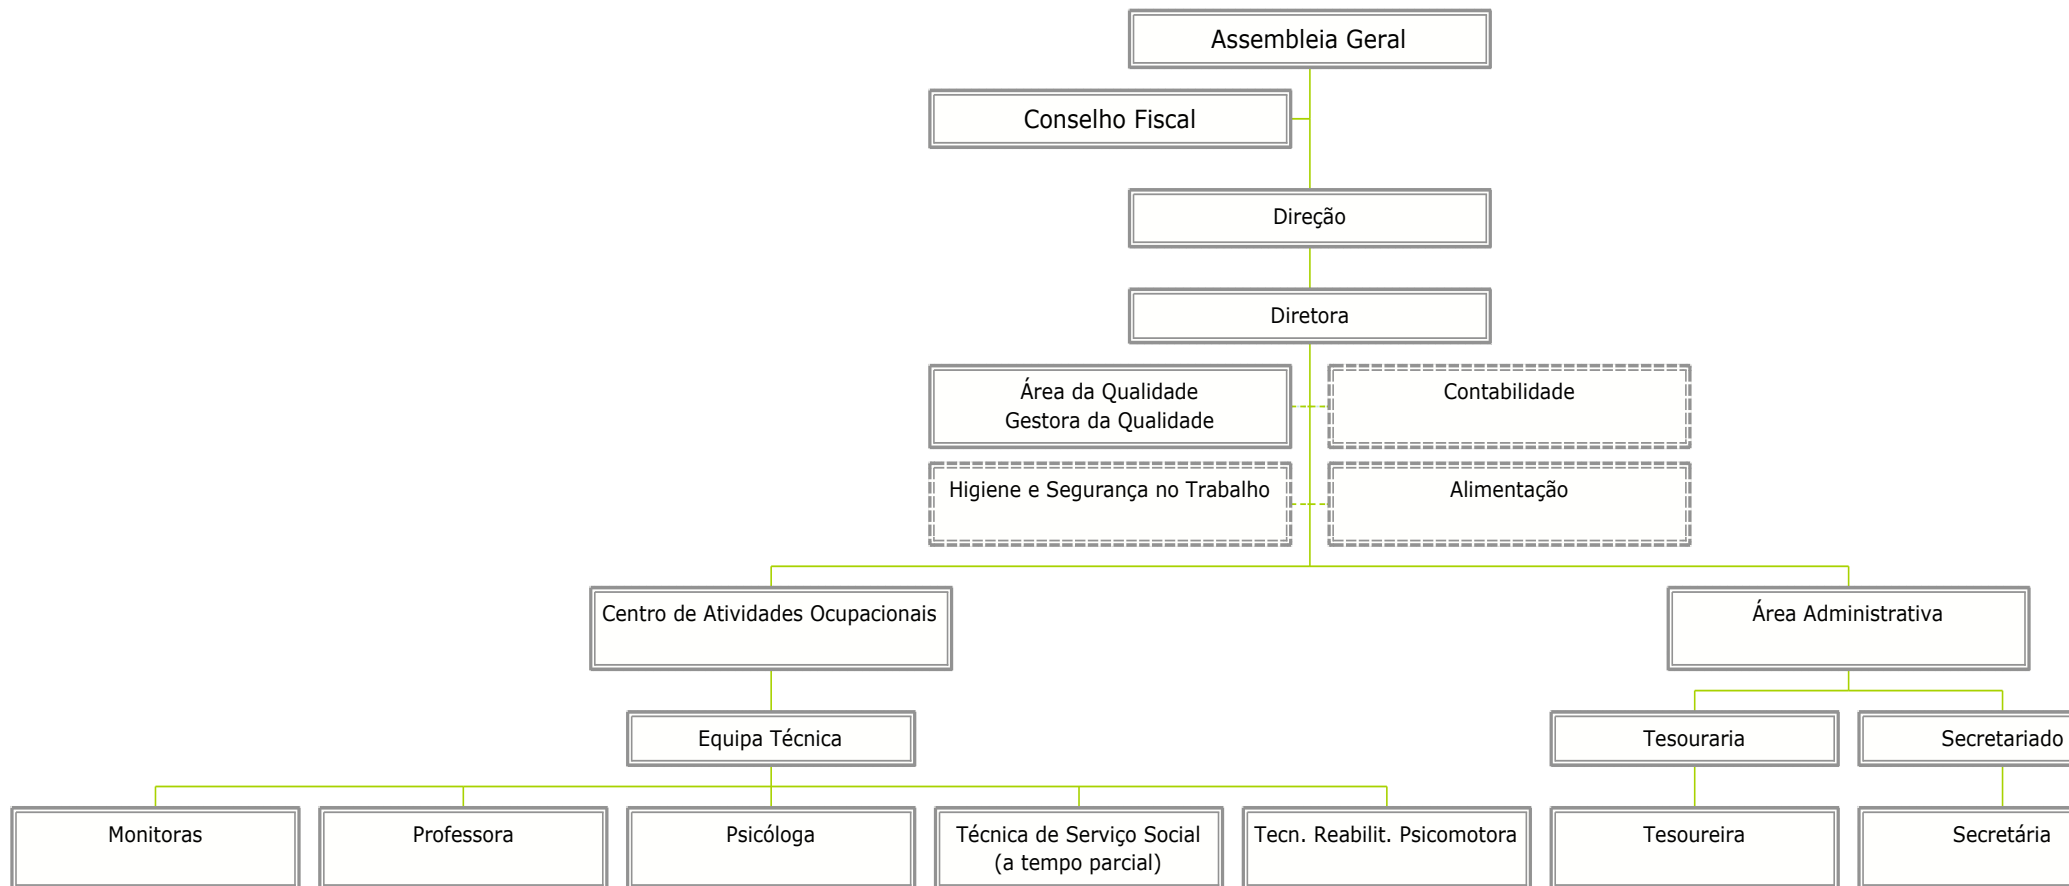 Assembleia Geral
Conselho Fiscal
Direção
Diretora
Área da Qualidade
Gestora da Qualidade
Contabilidade
Higiene e Segurança no Trabalho
Alimentação
Centro de Atividades Ocupacionais
Área Administrativa
Equipa Técnica
Tesouraria
Secretariado
Monitoras
Professora
Psicóloga
Técnica de Serviço Social
(a tempo parcial)
Tecn. Reabilit. Psicomotora
Tesoureira
Secretária